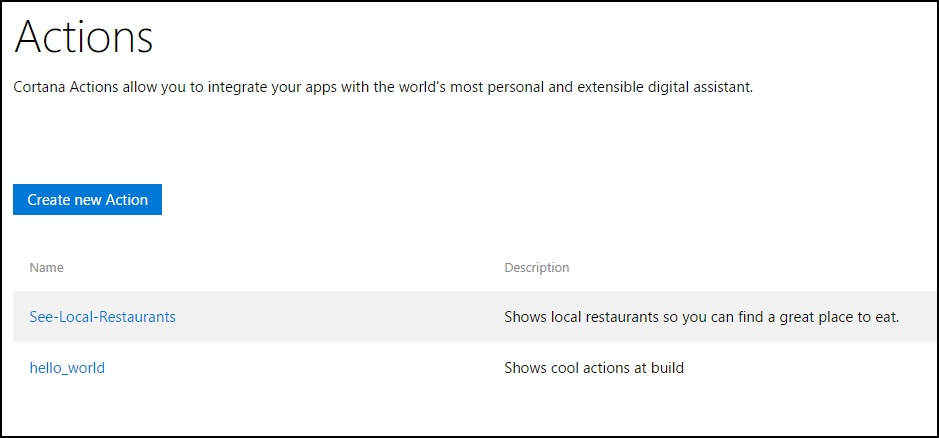 Actions
Cortana Actions allow you to integrate your apps with the world's most personal and extensible digital assistant.
Create new Action
Name Description
See-Local-Restaurants Shows local restaurants so you can find a great place to eat.
hello_world Shows cool actions at build